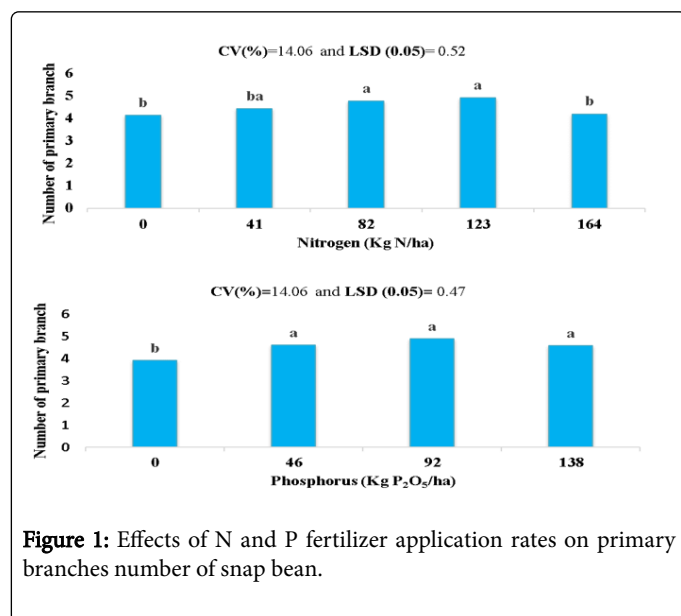 CV(%)=14.06 and LSD (0.05)= 0.52
Number of primary branch
6
5
4
3
2
1
0
b
ba
a
a
b
0 41 82 123 164
Nitrogen (Kg N/ha)
CV(%)=14.06 and LSD (0.05)= 0.47
Number of primary branch
6
5
4
3
2
1
0
b
a
a
a
0 46 92 138
Phosphorus (Kg P₂O₅/ha)
Figure 1: Effects of N and P fertilizer application rates on primary
branches number of snap bean.